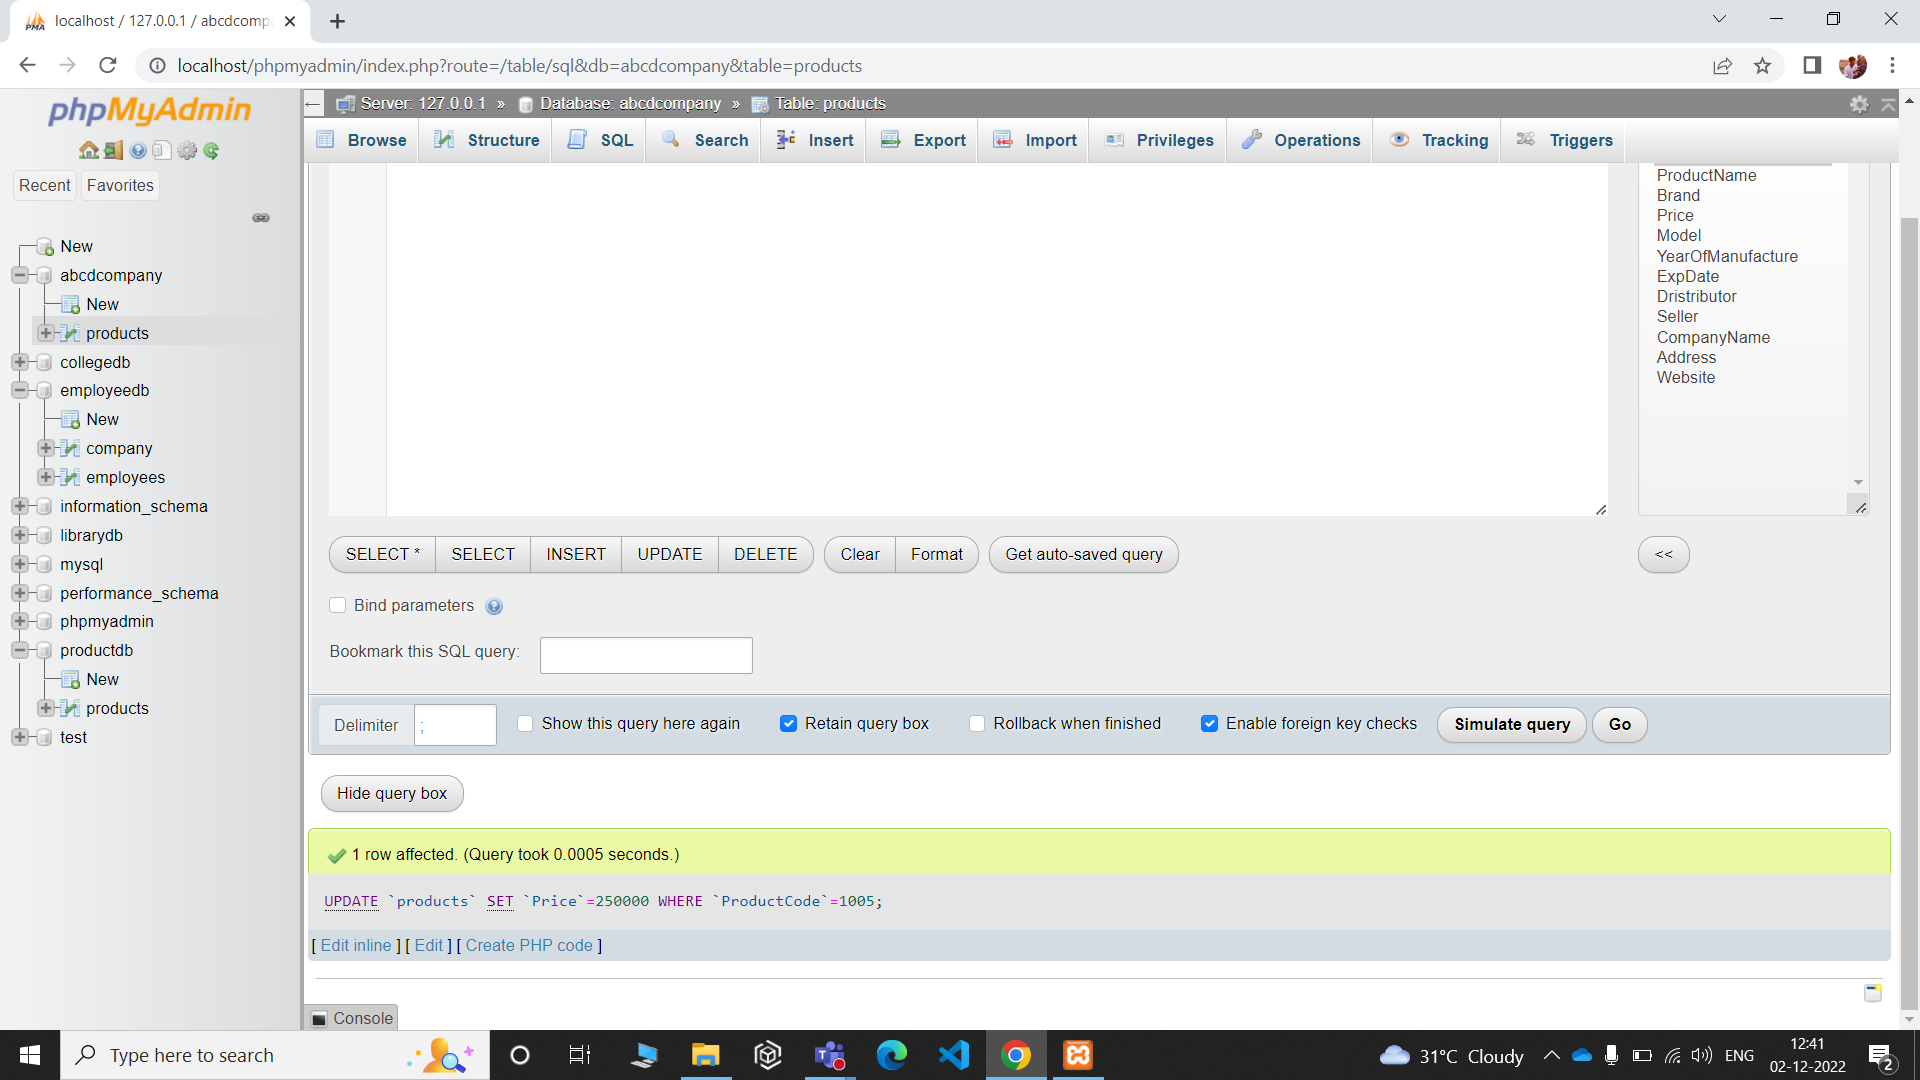 localhost / 127.0.0.1 / abcdcomp
localhost/phpmyadmin/index.php?route=/table/sql&db=abcdcompany&table=products
phpMyAdmin
Recent
Favorites
New
abcdcompany
New
products
collegedb
employeedb
New
company
employees
information_schema
librarydb
mysql
performance_schema
phpmyadmin
productdb
New
products
test
Server: 127.0.0.1 » Database: abcdcompany » Table: products
Browse
Structure
SQL
Search
Insert
Export
Import
Privileges
Operations
Tracking
Triggers
ProductName
Brand
Price
Model
YearOfManufacture
ExpDate
Dristributor
Seller
CompanyName
Address
Website
SELECT *
SELECT
INSERT
UPDATE
DELETE
Clear
Format
Get auto-saved query
<<
Bind parameters
Bookmark this SQL query:
Delimiter
;
Show this query here again
Retain query box
Rollback when finished
Enable foreign key checks
Simulate query
Go
Hide query box
1 row affected. (Query took 0.0005 seconds.)
UPDATE `products` SET `Price`=250000 WHERE `ProductCode`=1005;
[ Edit inline ] [ Edit ] [ Create PHP code ]
Console
Type here to search
31°C Cloudy
ENG
12:41
02-12-2022
2